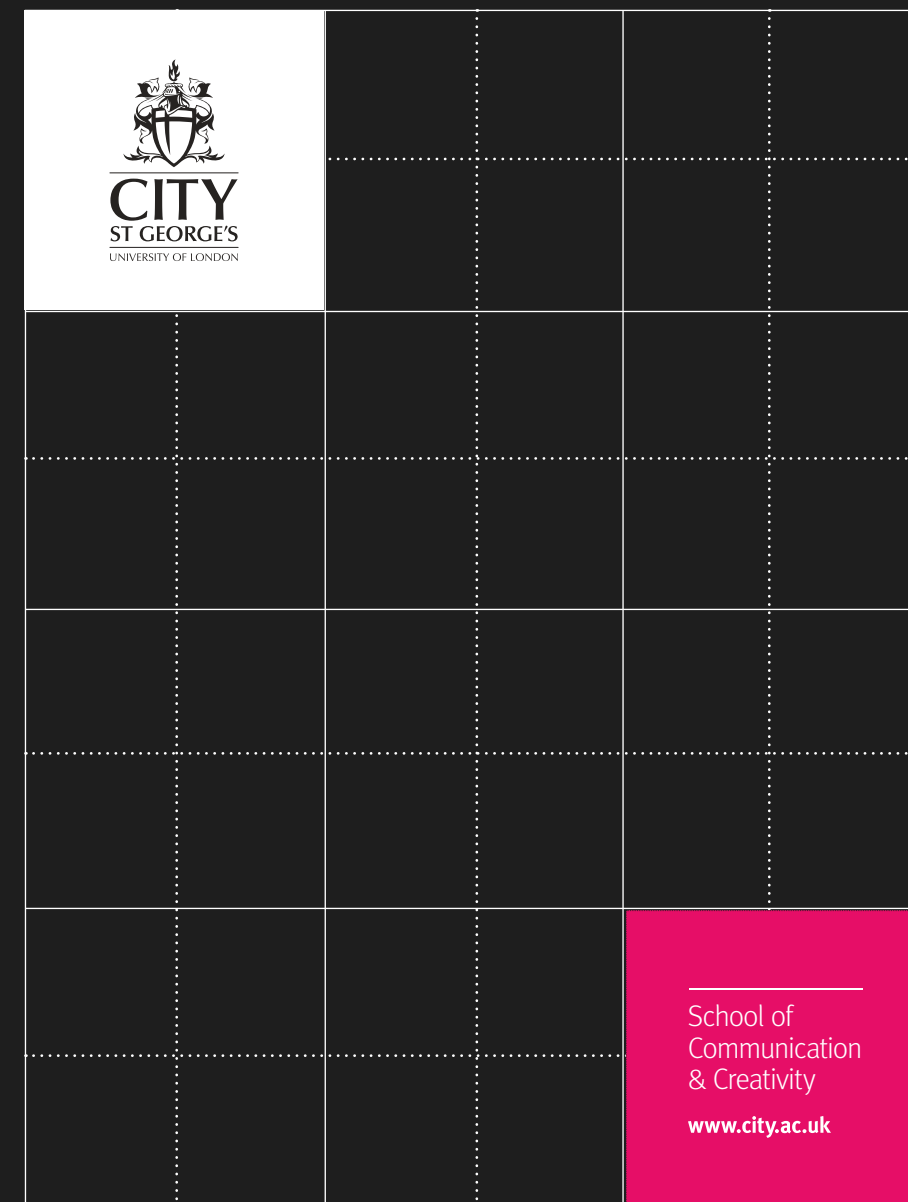 CITY
ST GEORGE'S
UNIVERSITY OF LONDON
School of
Communication
& Creativity
www.city.ac.uk